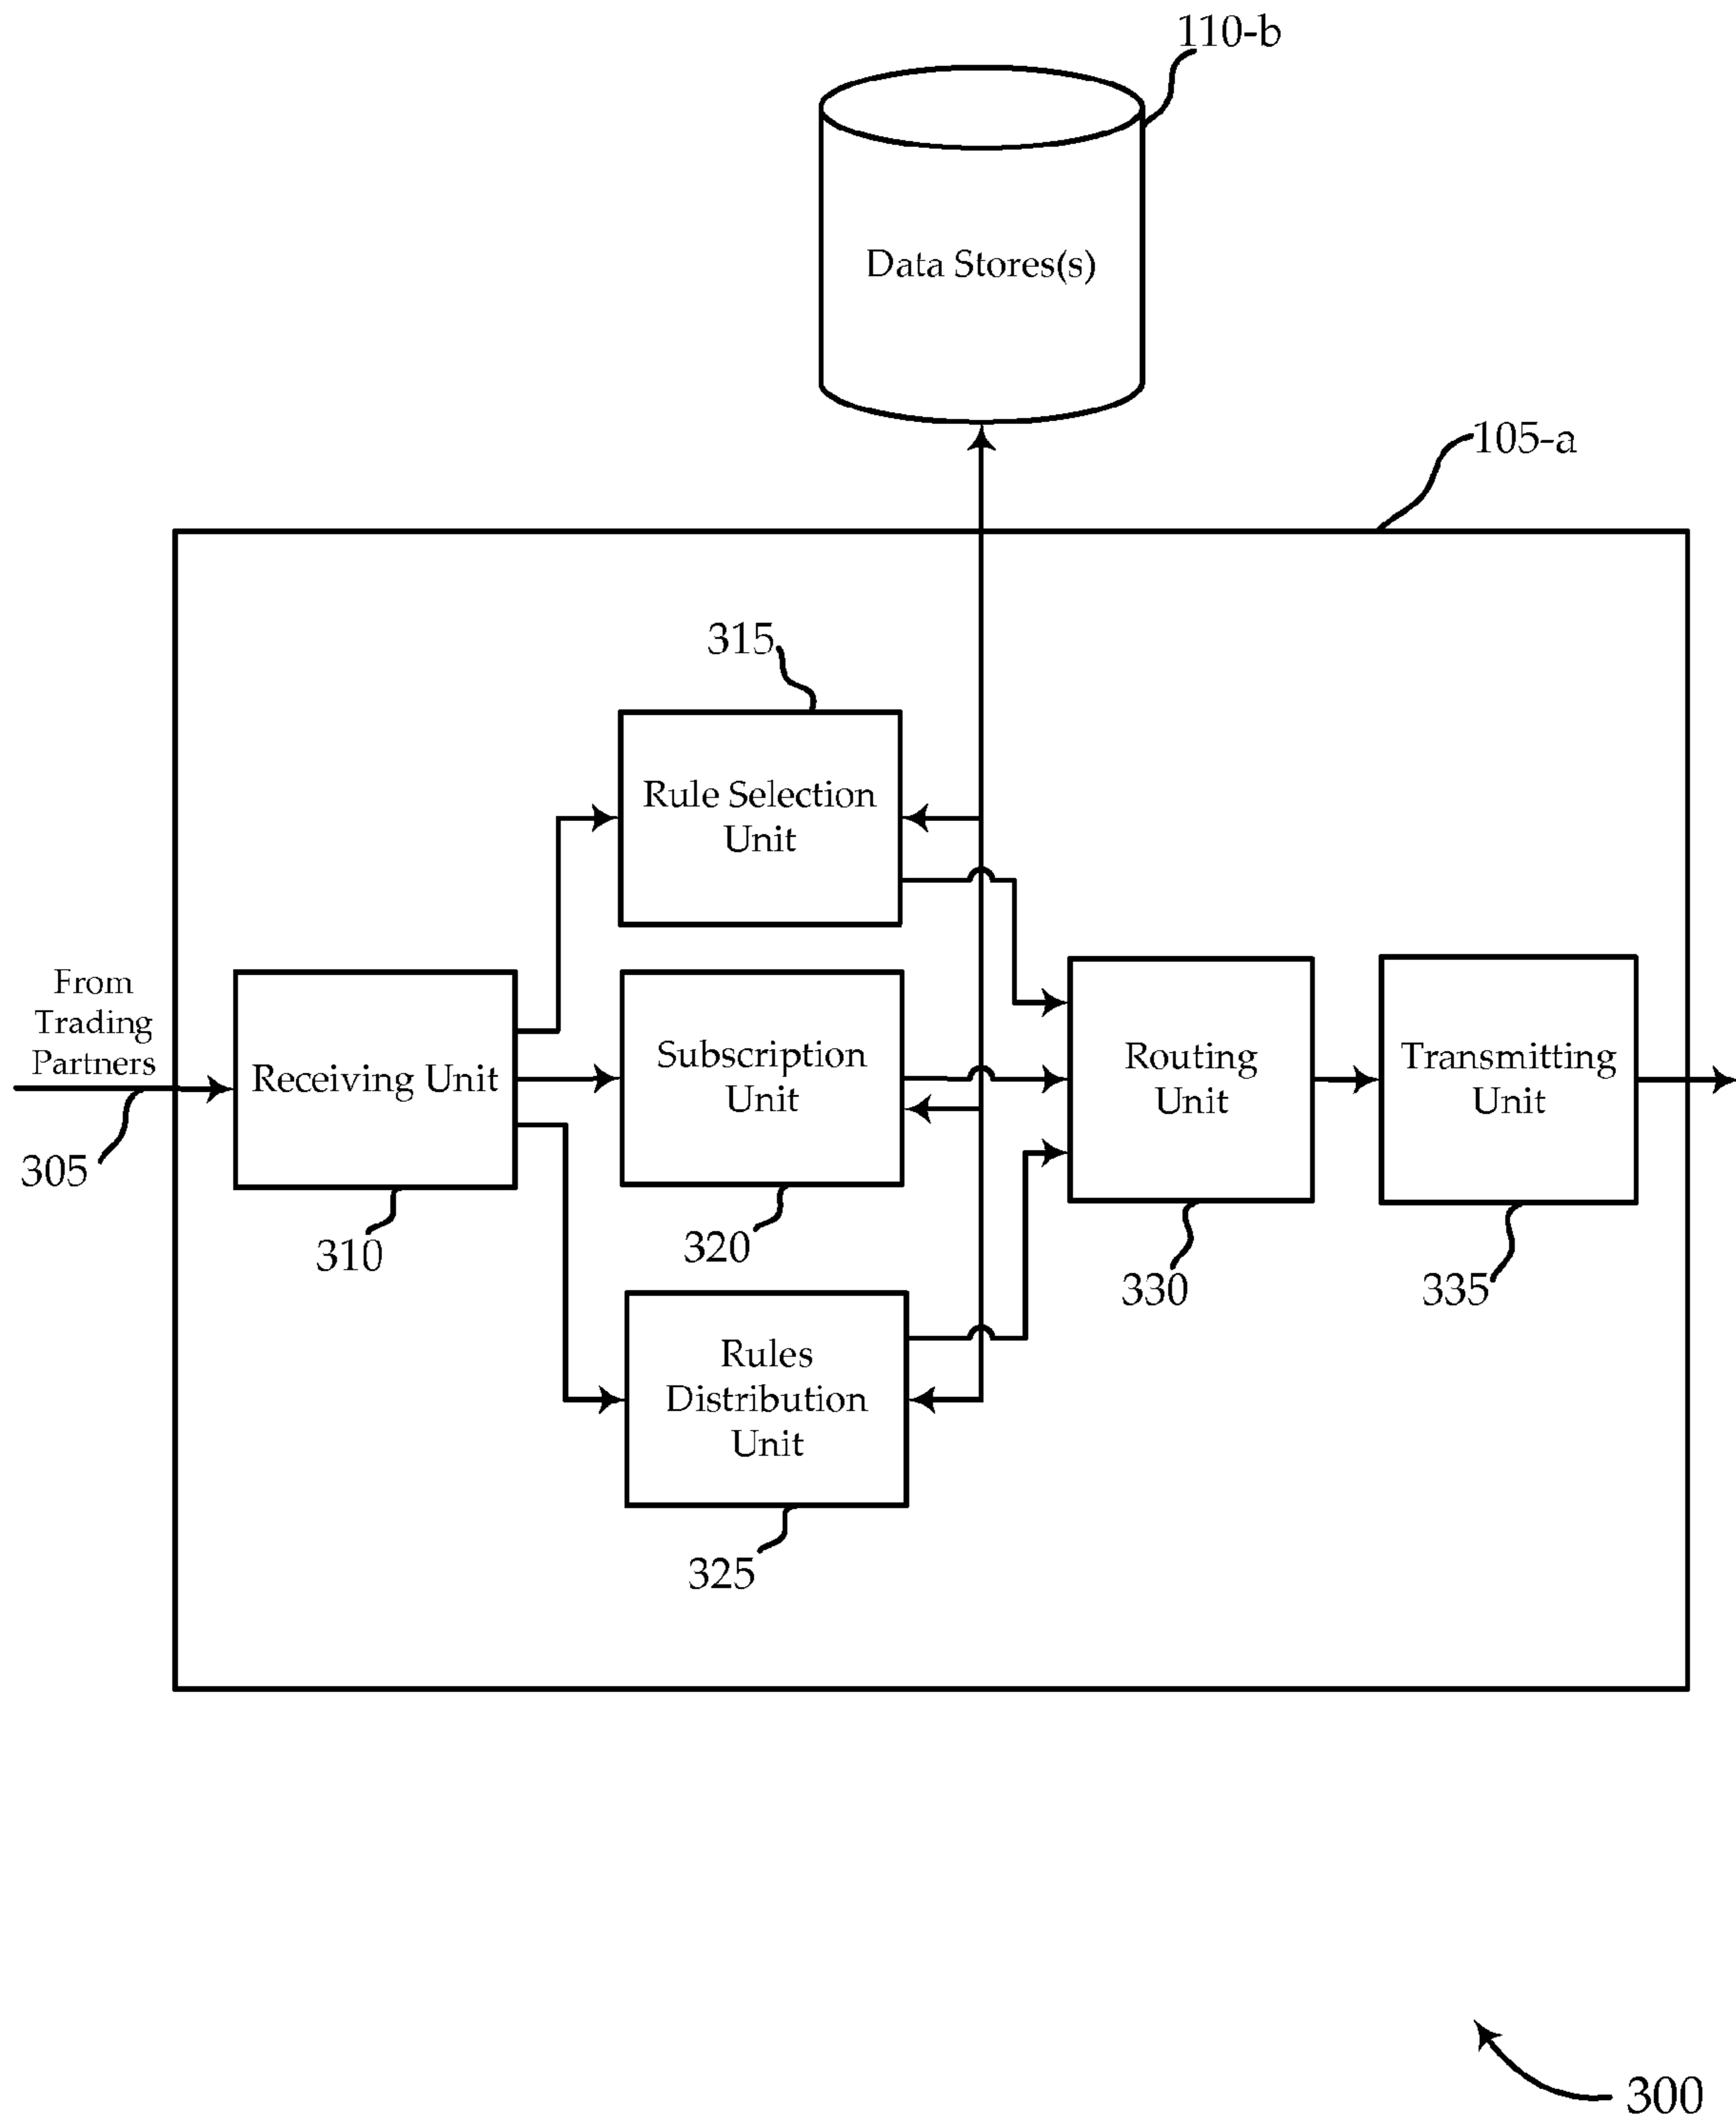 110-b
Data Stores(s)
105-a
315
Rule Selection
Unit
From
Trading
Partners
305
Receiving Unit
310
Subscription
Unit
320
Rules
Distribution
Unit
325
Routing
Unit
330
Transmitting
Unit
335
300